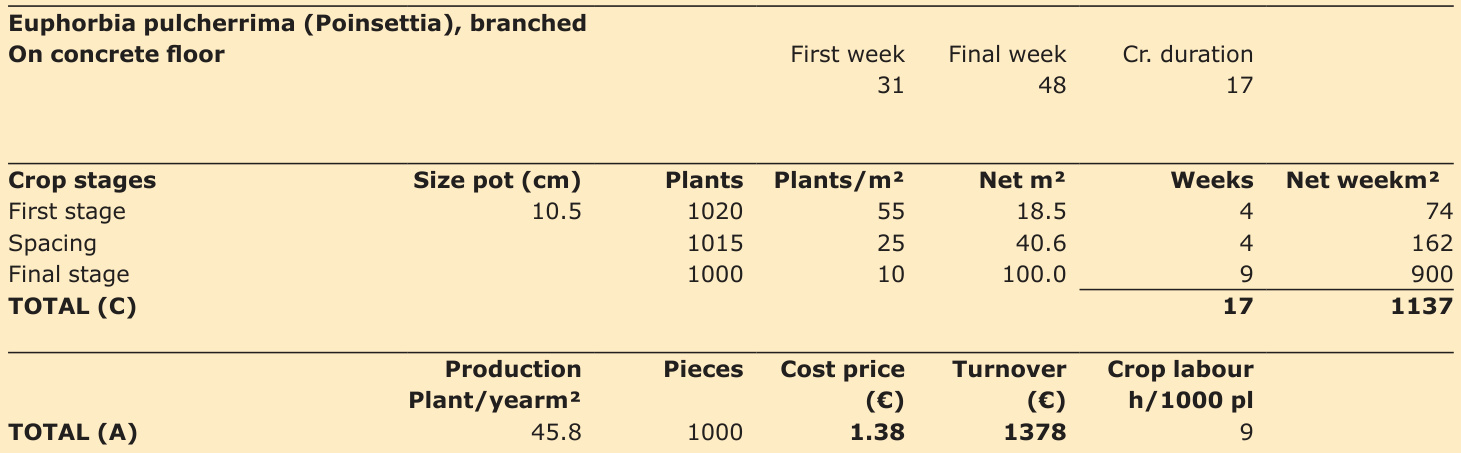 Euphorbia pulcherrima (Poinsettia), branched
On concrete floor First week Final week Cr. duration
31 48 17
Crop stages Size pot (cm) Plants Plants/m² Net m² Weeks Net weekm²
First stage 10.5 1020 55 18.5 4 74
Spacing 1015 25 40.6 4 162
Final stage 1000 10 100.0 9 900
TOTAL (C) 17 1137
Production Pieces Cost price Turnover Crop labour
Plant/yearm² (€) (€) h/1000 pl
TOTAL (A) 45.8 1000 1.38 1378 9